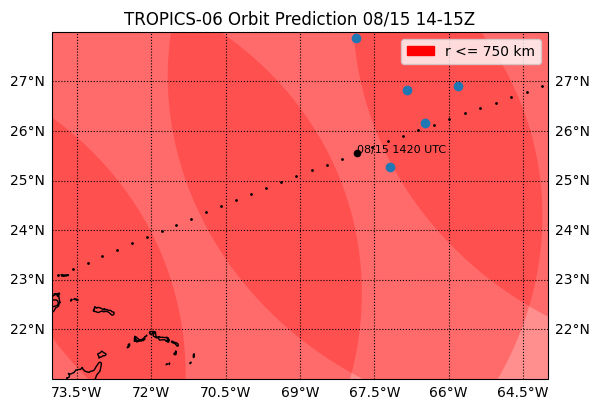 TROPICS-06 Orbit Prediction 08/15 14-15Z
r <= 750 km
27°N 27°N
26°N 26°N
08/15 1420 UTC
25°N 25°N
24°N 24°N
23°N 23°N
22°N 22°N
73.5°W 72°W 70.5°W 69°W 67.5°W 66°W 64.5°W